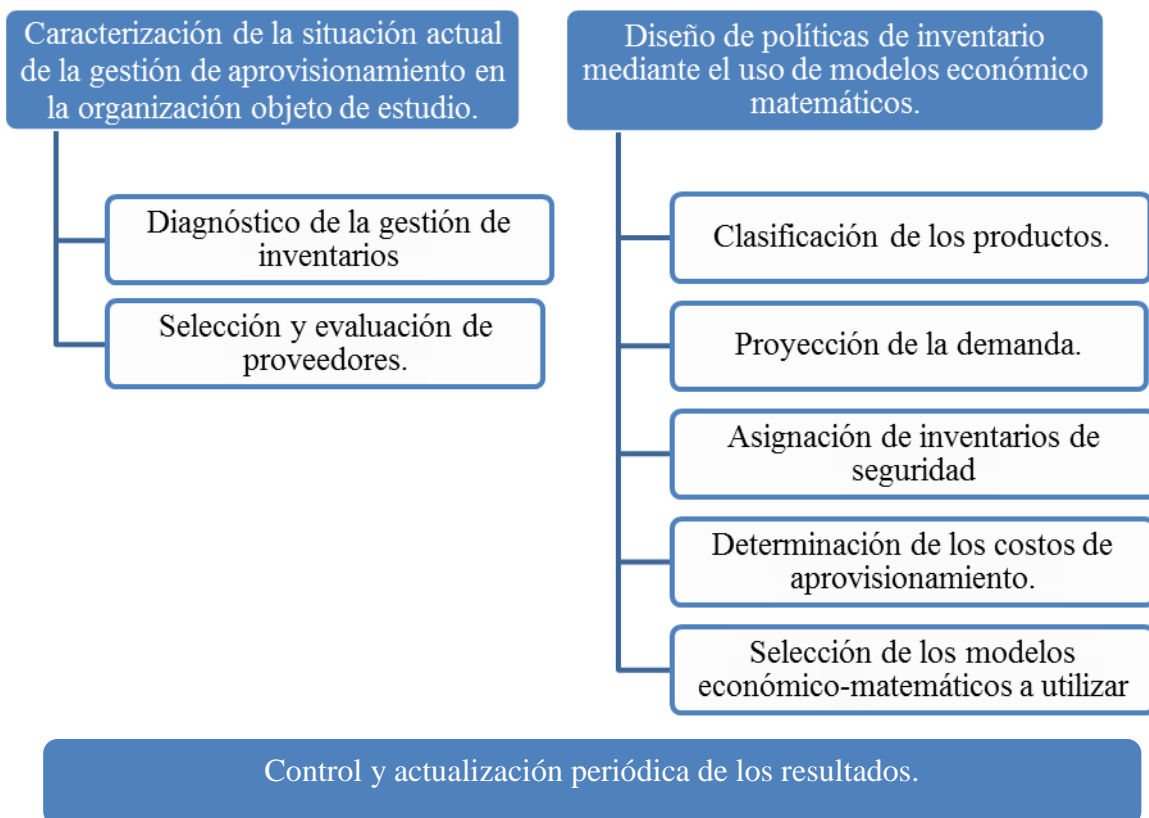 Caracterización de la situación actual
de la gestión de aprovisionamiento en
la organización objeto de estudio.
Diagnóstico de la gestión de
inventarios
Selección y evaluación de
proveedores.
Diseño de políticas de inventario
mediante el uso de modelos económico
matemáticos.
Clasificación de los productos.
Proyección de la demanda.
Asignación de inventarios de
seguridad
Determinación de los costos de
aprovisionamiento.
Selección de los modelos
económico-matemáticos a utilizar
Control y actualización periódica de los resultados.